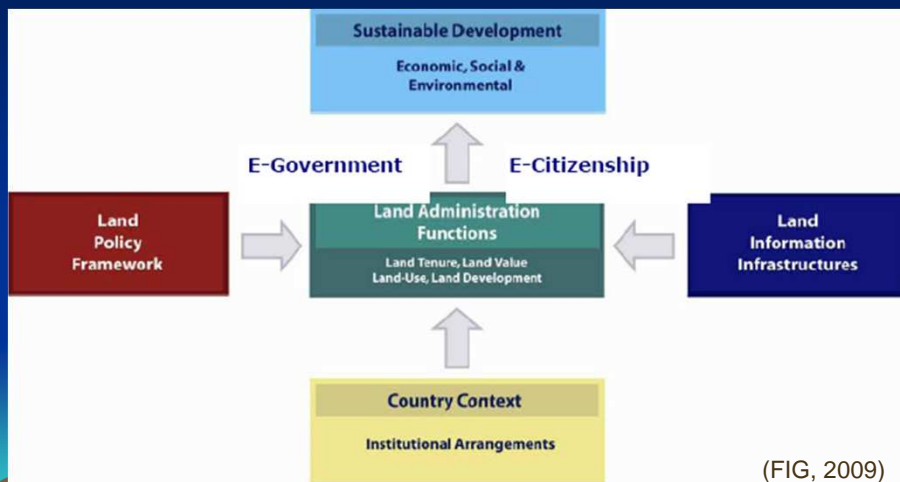 Sustainable Development
Economic, Social &
Environmental
E-Government
E-Citizenship
Land
Policy
Framework
Land Administration
Functions
Land Tenure, Land Value
Land-Use, Land Development
Land
Information
Infrastructures
Country Context
Institutional Arrangements
(FIG, 2009)